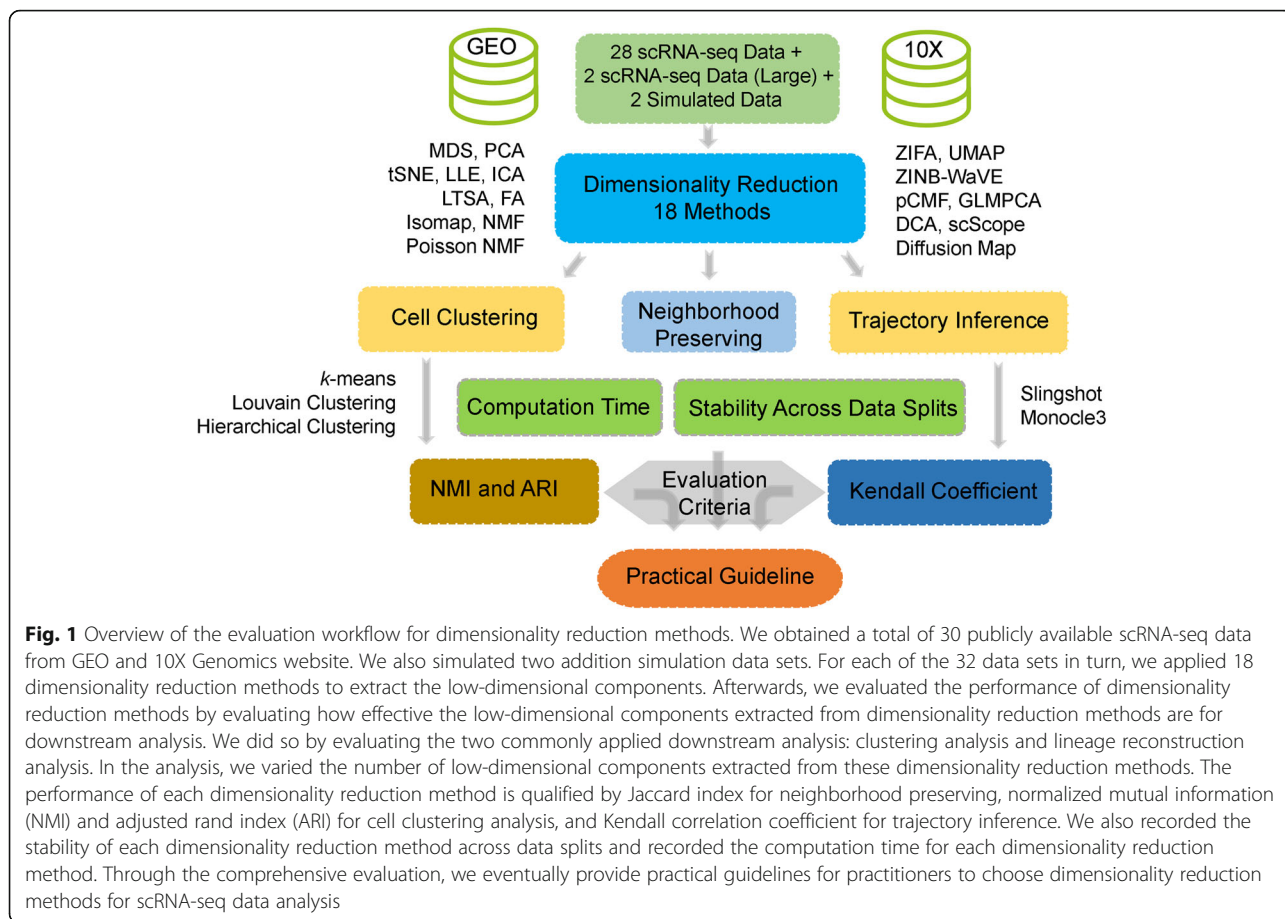 GEO
28 scRNA-seq Data +
2 scRNA-seq Data (Large) +
2 Simulated Data
10X
MDS, PCA
tSNE, LLE, ICA
LTSA, FA
Isomap, NMF
Poisson NMF
Dimensionality Reduction
18 Methods
ZIFA, UMAP
ZINB-WaVE
pCMF, GLMPCA
DCA, scScope
Diffusion Map
Cell Clustering
Neighborhood
Preserving
Trajectory Inference
k-means
Louvain Clustering
Hierarchical Clustering
Computation Time
Stability Across Data Splits
Slingshot
Monocle3
NMI and ARI
Evaluation
Criteria
Kendall Coefficient
Practical Guideline
Fig. 1 Overview of the evaluation workflow for dimensionality reduction methods. We obtained a total of 30 publicly available scRNA-seq data
from GEO and 10X Genomics website. We also simulated two addition simulation data sets. For each of the 32 data sets in turn, we applied 18
dimensionality reduction methods to extract the low-dimensional components. Afterwards, we evaluated the performance of dimensionality
reduction methods by evaluating how effective the low-dimensional components extracted from dimensionality reduction methods are for
downstream analysis. We did so by evaluating the two commonly applied downstream analysis: clustering analysis and lineage reconstruction
analysis. In the analysis, we varied the number of low-dimensional components extracted from these dimensionality reduction methods. The
performance of each dimensionality reduction method is qualified by Jaccard index for neighborhood preserving, normalized mutual information
(NMI) and adjusted rand index (ARI) for cell clustering analysis, and Kendall correlation coefficient for trajectory inference. We also recorded the
stability of each dimensionality reduction method across data splits and recorded the computation time for each dimensionality reduction
method. Through the comprehensive evaluation, we eventually provide practical guidelines for practitioners to choose dimensionality reduction
methods for scRNA-seq data analysis